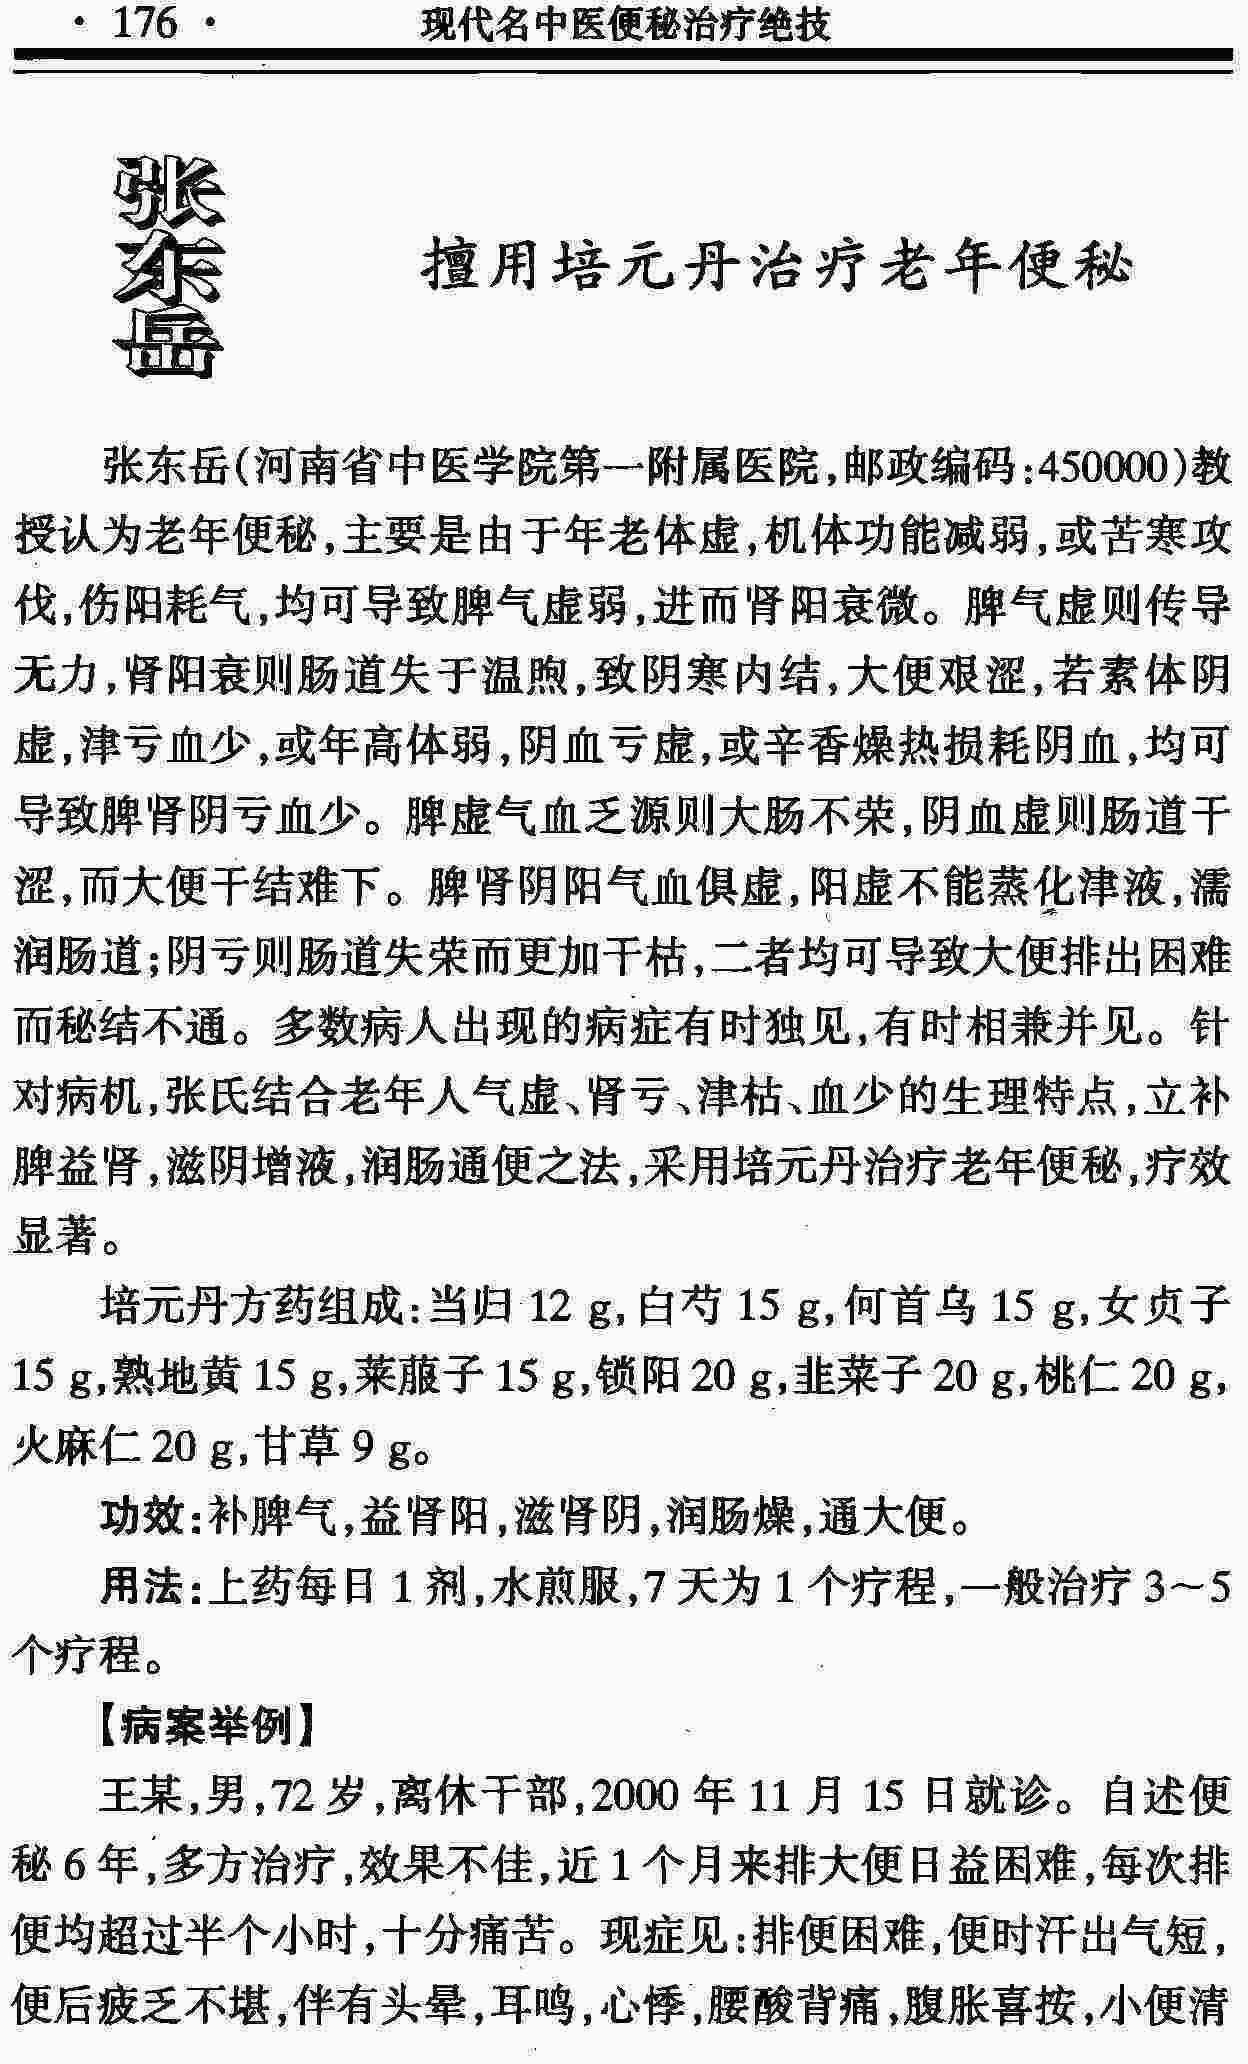 · 176 · 现代名中医便秘治疗绝技
张东岳
擅用培元丹治疗老年便秘
张东岳(河南省中医学院第一附属医院,邮政编码:450000)教
授认为老年便秘,主要是由于年老体虚,机体功能减弱,或苦寒攻
伐,伤阳耗气,均可导致脾气虚弱,进而肾阳衰微。脾气虚则传导
无力,肾阳衰则肠道失于温煦,致阴寒内结,大便艰涩,若素体阴
虚,津亏血少,或年高体弱,阴血亏虚,或辛香燥热损耗阴血,均可
导致脾肾阴亏血少。脾虚气血乏源则大肠不荣,阴血虚则肠道干
涩,而大便干结难下。脾肾阴阳气血俱虚,阳虚不能蒸化津液,濡
润肠道;阴亏则肠道失荣而更加干枯,二者均可导致大便排出困难
而秘结不通。多数病人出现的病症有时独见,有时相兼并见。针
对病机,张氏结合老年人气虚、肾亏、津枯、血少的生理特点,立补
脾益肾,滋阴增液,润肠通便之法,采用培元丹治疗老年便秘,疗效
显著。
培元丹方药组成:当归 12 g,白芍 15 g,何首乌 15 g,女贞子
15 g,熟地黄 15 g,莱菔子 15 g,锁阳 20 g,韭菜子 20 g,桃仁 20 g,
火麻仁 20 g,甘草 9 g。
功效:补脾气,益肾阳,滋肾阴,润肠燥,通大便。
用法:上药每日 1 剂,水煎服,7 天为 1 个疗程,一般治疗 3～5
个疗程。
【病案举例】
王某,男,72 岁,离休干部,2000 年 11 月 15 日就诊。自述便
秘 6 年,多方治疗,效果不佳,近 1 个月来排大便日益困难,每次排
便均超过半个小时,十分痛苦。现症见:排便困难,便时汗出气短,
便后疲乏不堪,伴有头晕,耳鸣,心悸,腰酸背痛,腹胀喜按,小便清